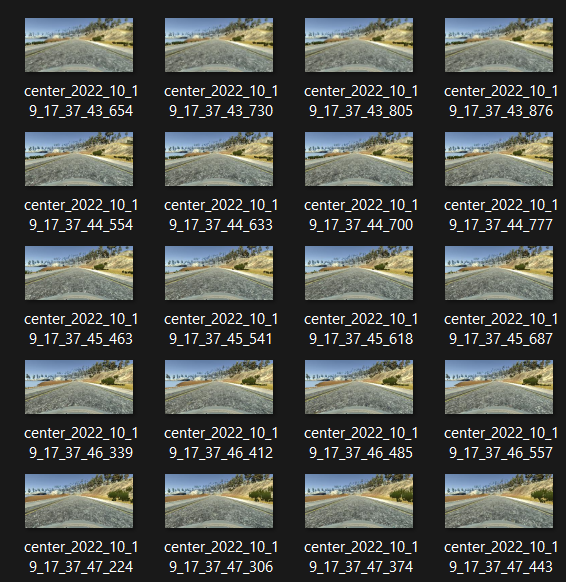 center_2022_10_1 center_2022_10_1 center_2022_10_1 center_2022_10_1
9_17_37_43_654 9_17_37_43_730 9_17_37_43_805 9_17_37_43_876
center_2022_10_1 center_2022_10_1 center_2022_10_1 center_2022_10_1
9_17_37_44_554 9_17_37_44_633 9_17_37_44_700 9_17_37_44_777
center_2022_10_1 center_2022_10_1 center_2022_10_1 center_2022_10_1
9_17_37_45_463 9_17_37_45_541 9_17_37_45_618 9_17_37_45_687
center_2022_10_1 center_2022_10_1 center_2022_10_1 center_2022_10_1
9_17_37_46_339 9_17_37_46_412 9_17_37_46_485 9_17_37_46_557
center_2022_10_1 center_2022_10_1 center_2022_10_1 center_2022_10_1
9_17_37_47_224 9_17_37_47_306 9_17_37_47_374 9_17_37_47_443